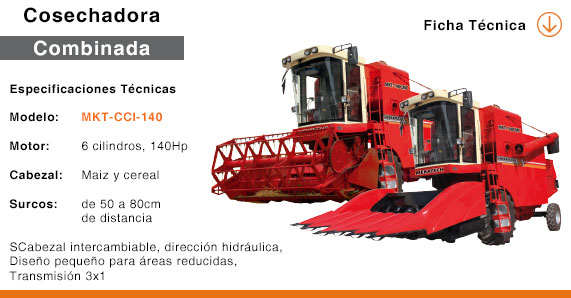 Cosechadora
Combinada
Ficha Técnica
Especificaciones Técnicas
Modelo: MKT-CCI-140
Motor: 6 cilindros, 140Hp
Cabezal: Maiz y cereal
Surcos: de 50 a 80cm
de distancia
SCabezal intercambiable, dirección hidráulica,
Diseño pequeño para áreas reducidas,
Transmisión 3x1